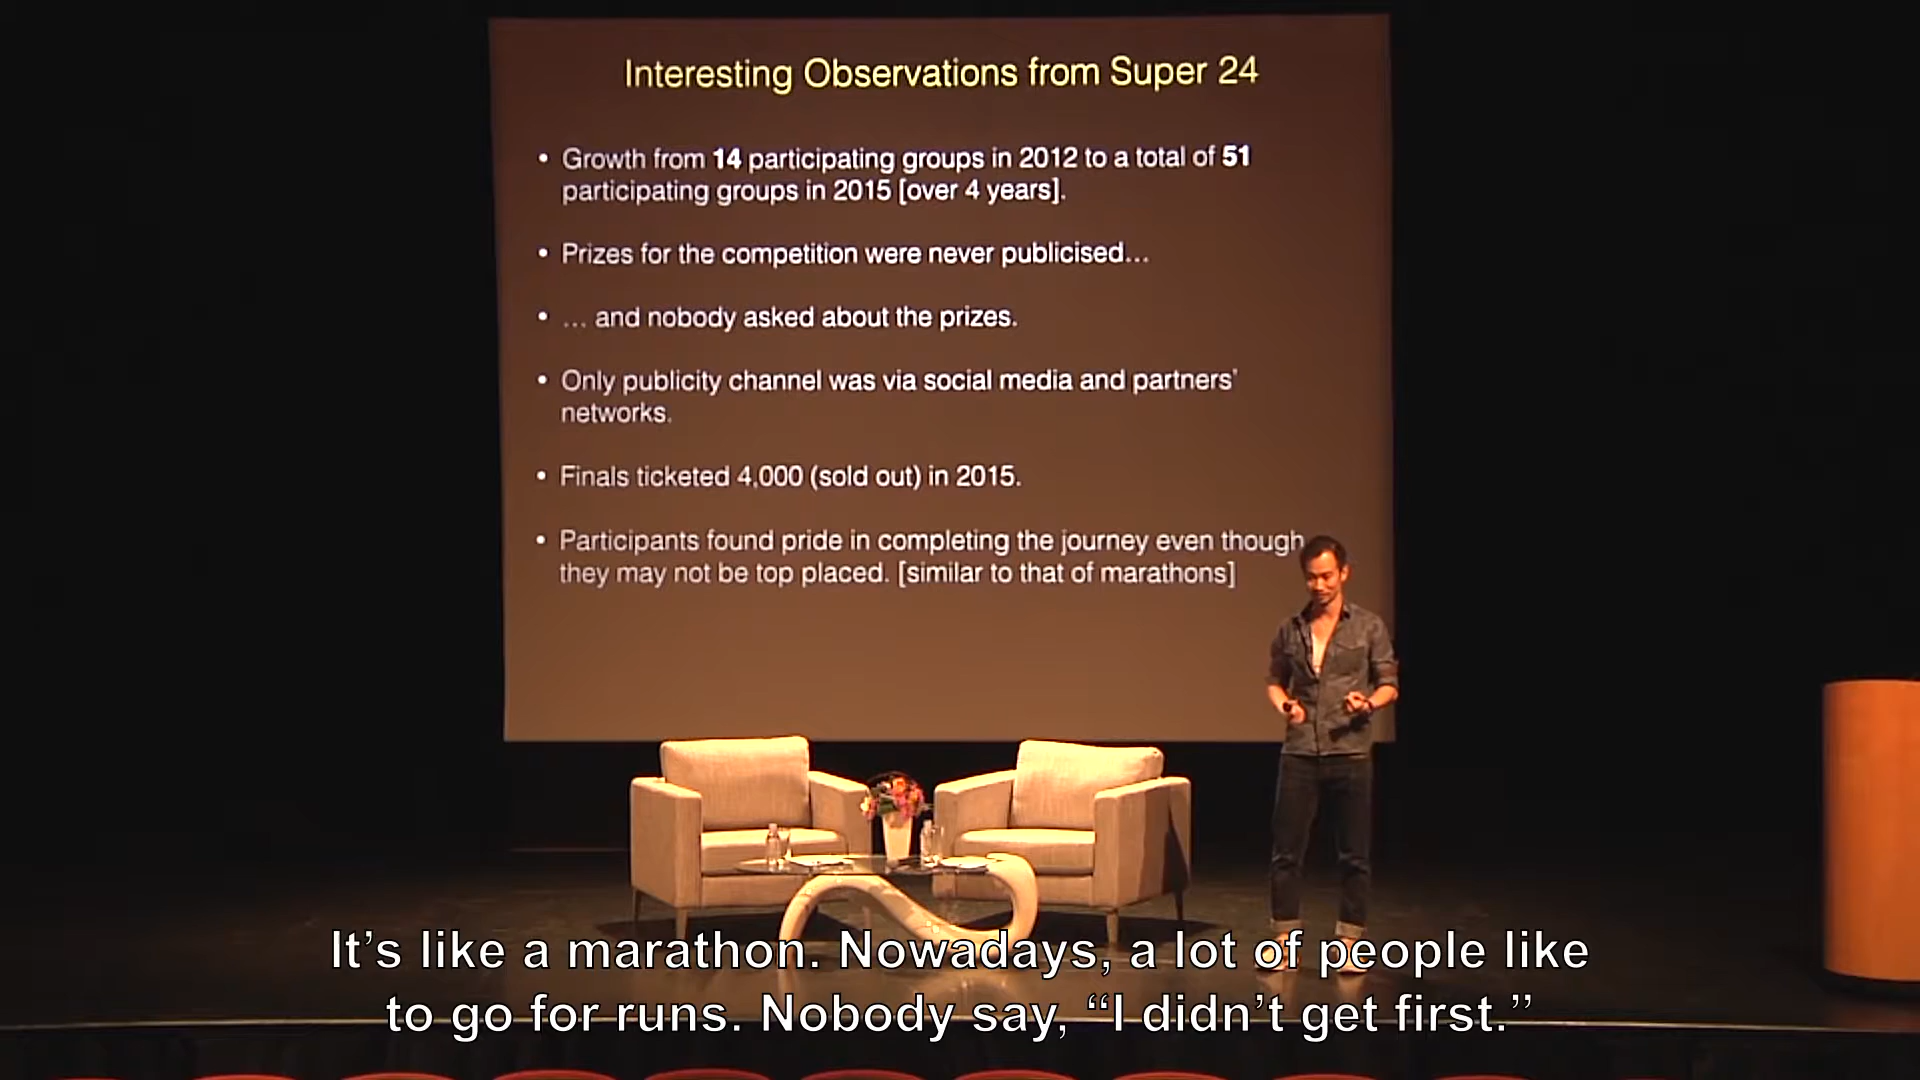 Interesting Observations from Super 24
• Growth from 14 participating groups in 2012 to a total of 51
participating groups in 2015 [over 4 years].
• Prizes for the competition were never publicised…
• … and nobody asked about the prizes.
• Only publicity channel was via social media and partners’
networks.
• Finals ticketed 4,000 (sold out) in 2015.
• Participants found pride in completing the journey even though
they may not be top placed. [similar to that of marathons]
It’s like a marathon. Nowadays, a lot of people like
to go for runs. Nobody say, “I didn’t get first.”